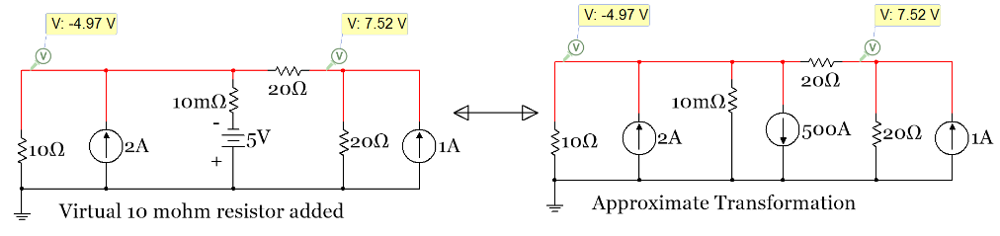 V: -4.97 V
V: 7.52 V
V
V
20Ω
10mΩ
-
5V
+
10Ω
2A
20Ω
1A
Virtual 10 mohm resistor added
V: -4.97 V
V: 7.52 V
V
V
20Ω
10mΩ
500A
10Ω
2A
20Ω
1A
Approximate Transformation